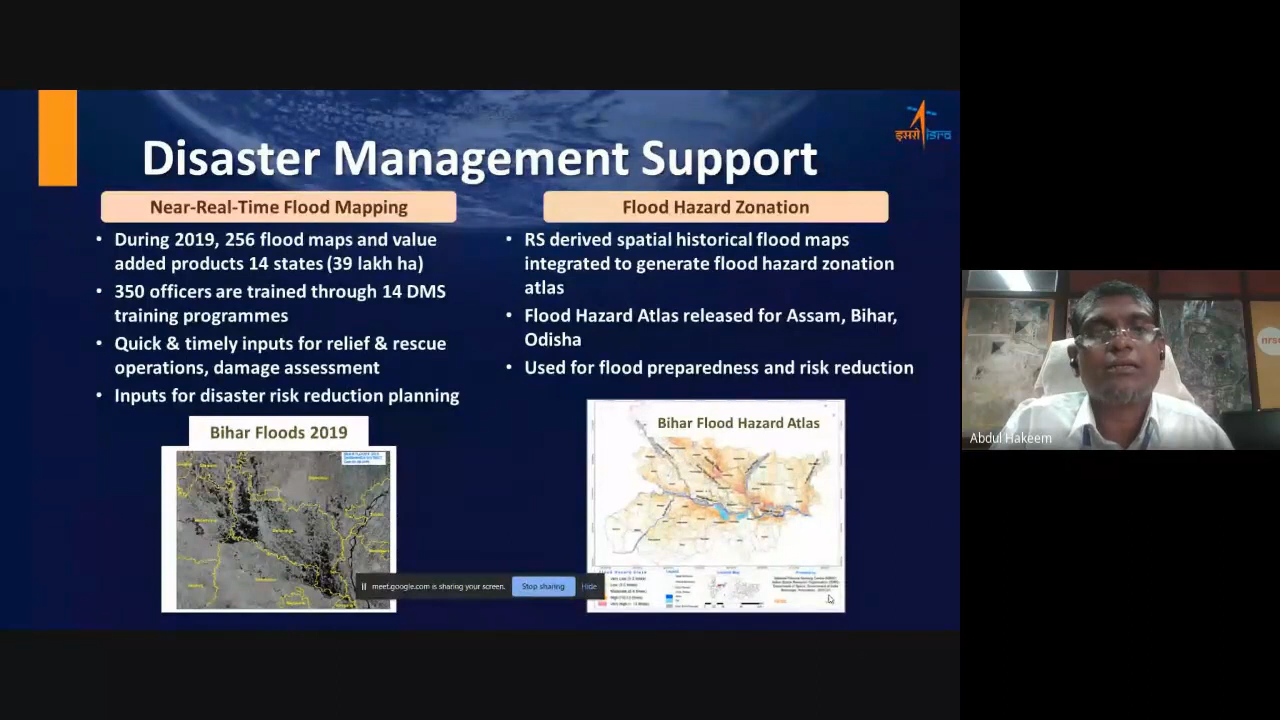 इसरो isro
Disaster Management Support
Near-Real-Time Flood Mapping
• During 2019, 256 flood maps and value
added products 14 states (39 lakh ha)
• 350 officers are trained through 14 DMS
training programmes
• Quick & timely inputs for relief & rescue
operations, damage assessment
• Inputs for disaster risk reduction planning
Bihar Floods 2019
Flood Hazard Zonation
• RS derived spatial historical flood maps
integrated to generate flood hazard zonation
atlas
• Flood Hazard Atlas released for Assam, Bihar,
Odisha
• Used for flood preparedness and risk reduction
Bihar Flood Hazard Atlas
meet.google.com is sharing your screen.
Stop sharing
Hide
nrsc
Abdul Hakeem